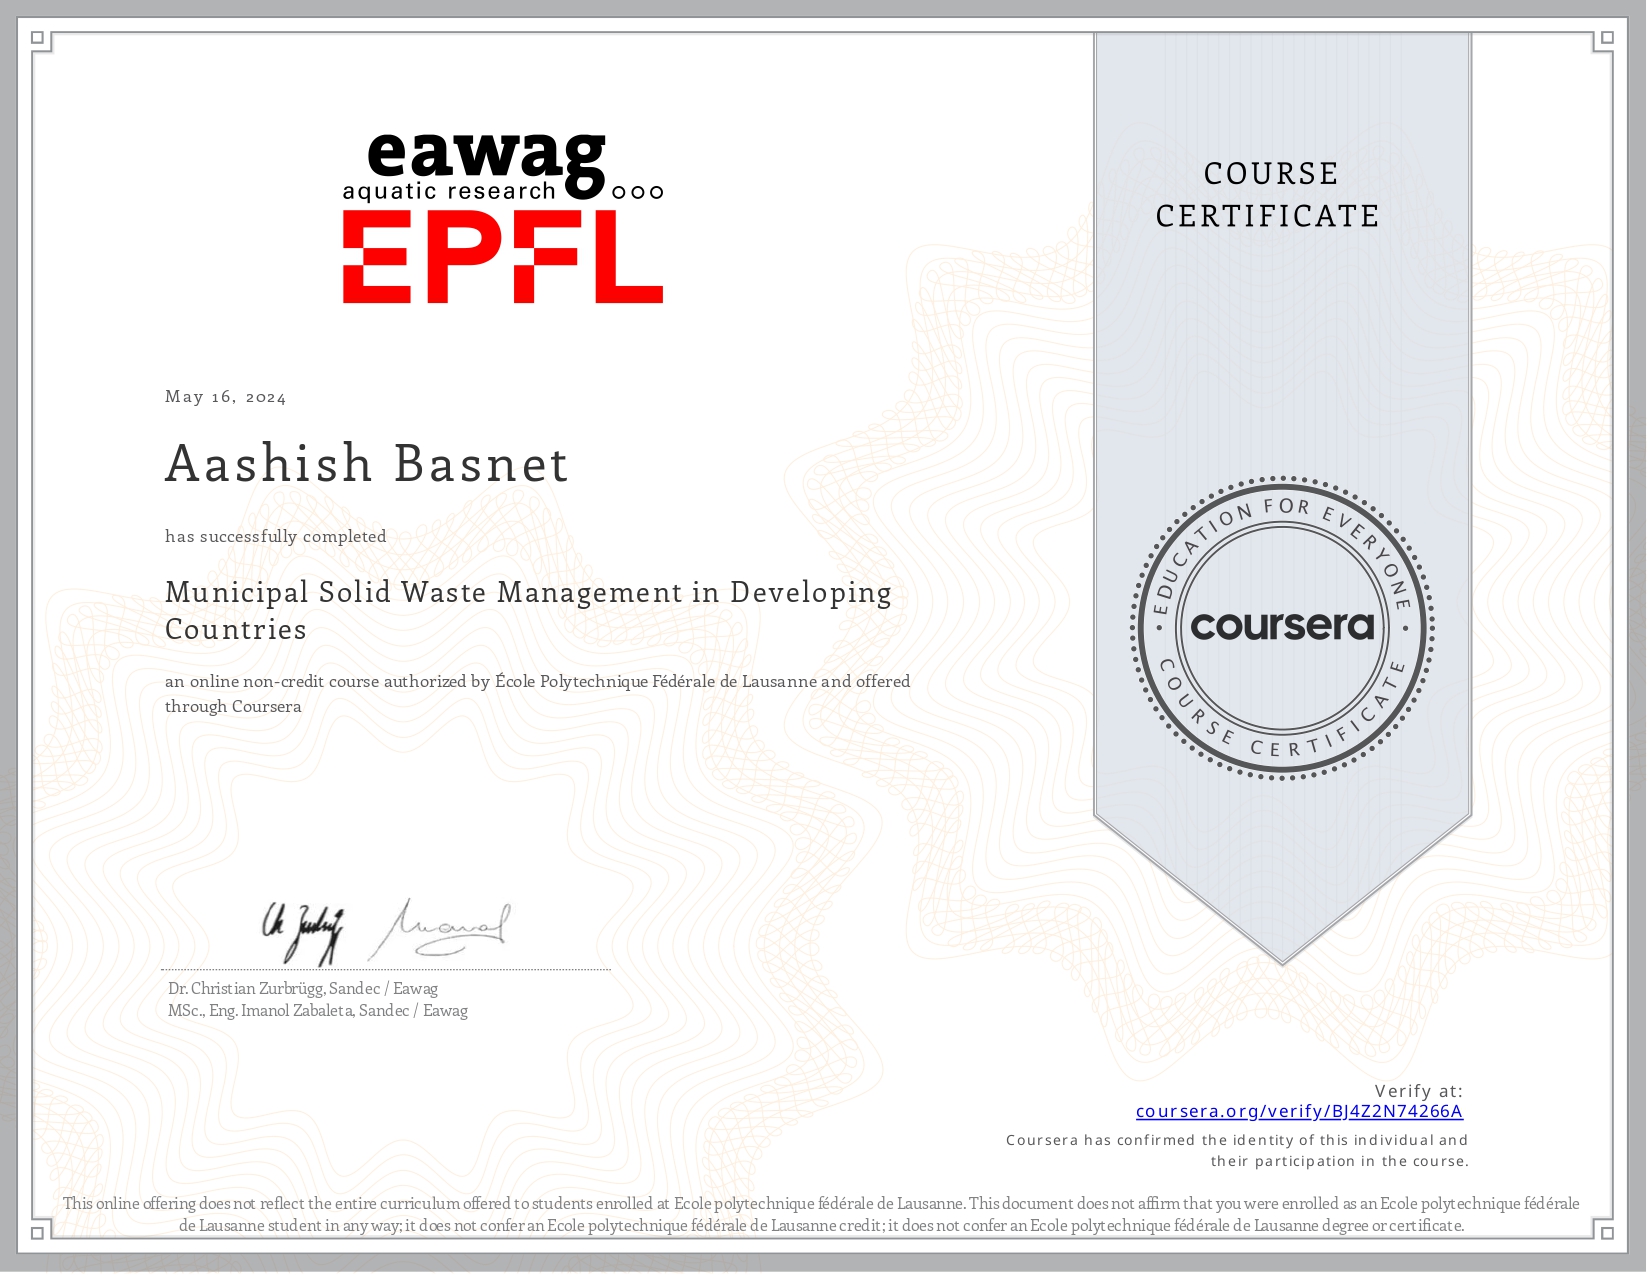 eawag
aquatic research
EPFL
COURSE
CERTIFICATE
May 16, 2024
Aashish Basnet
has successfully completed
Municipal Solid Waste Management in Developing
Countries
an online non-credit course authorized by École Polytechnique Fédérale de Lausanne and offered
through Coursera
EDUCATION FOR EVERYONE
coursera
COURSE CERTIFICATE
Dr. Christian Zurbrügg, Sandec / Eawag
MSc., Eng. Imanol Zabaleta, Sandec / Eawag
Verify at:
coursera.org/verify/BJ4Z2N74266A
Coursera has confirmed the identity of this individual and
their participation in the course.
This online offering does not reflect the entire curriculum offered to students enrolled at Ecole polytechnique fédérale de Lausanne. This document does not affirm that you were enrolled as an Ecole polytechnique fédérale
de Lausanne student in any way; it does not confer an Ecole polytechnique fédérale de Lausanne credit; it does not confer an Ecole polytechnique fédérale de Lausanne degree or certificate.